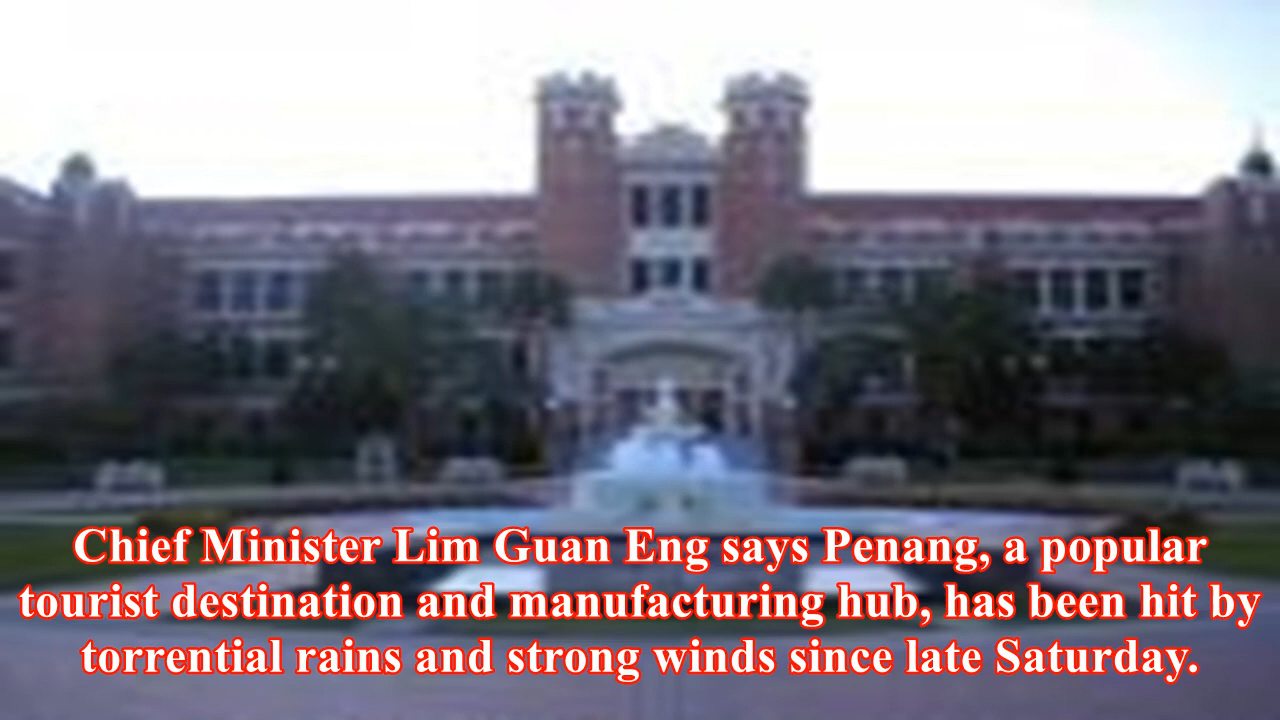 Chief Minister Lim Guan Eng says Penang, a popular
tourist destination and manufacturing hub, has been hit by
torrential rains and strong winds since late Saturday.